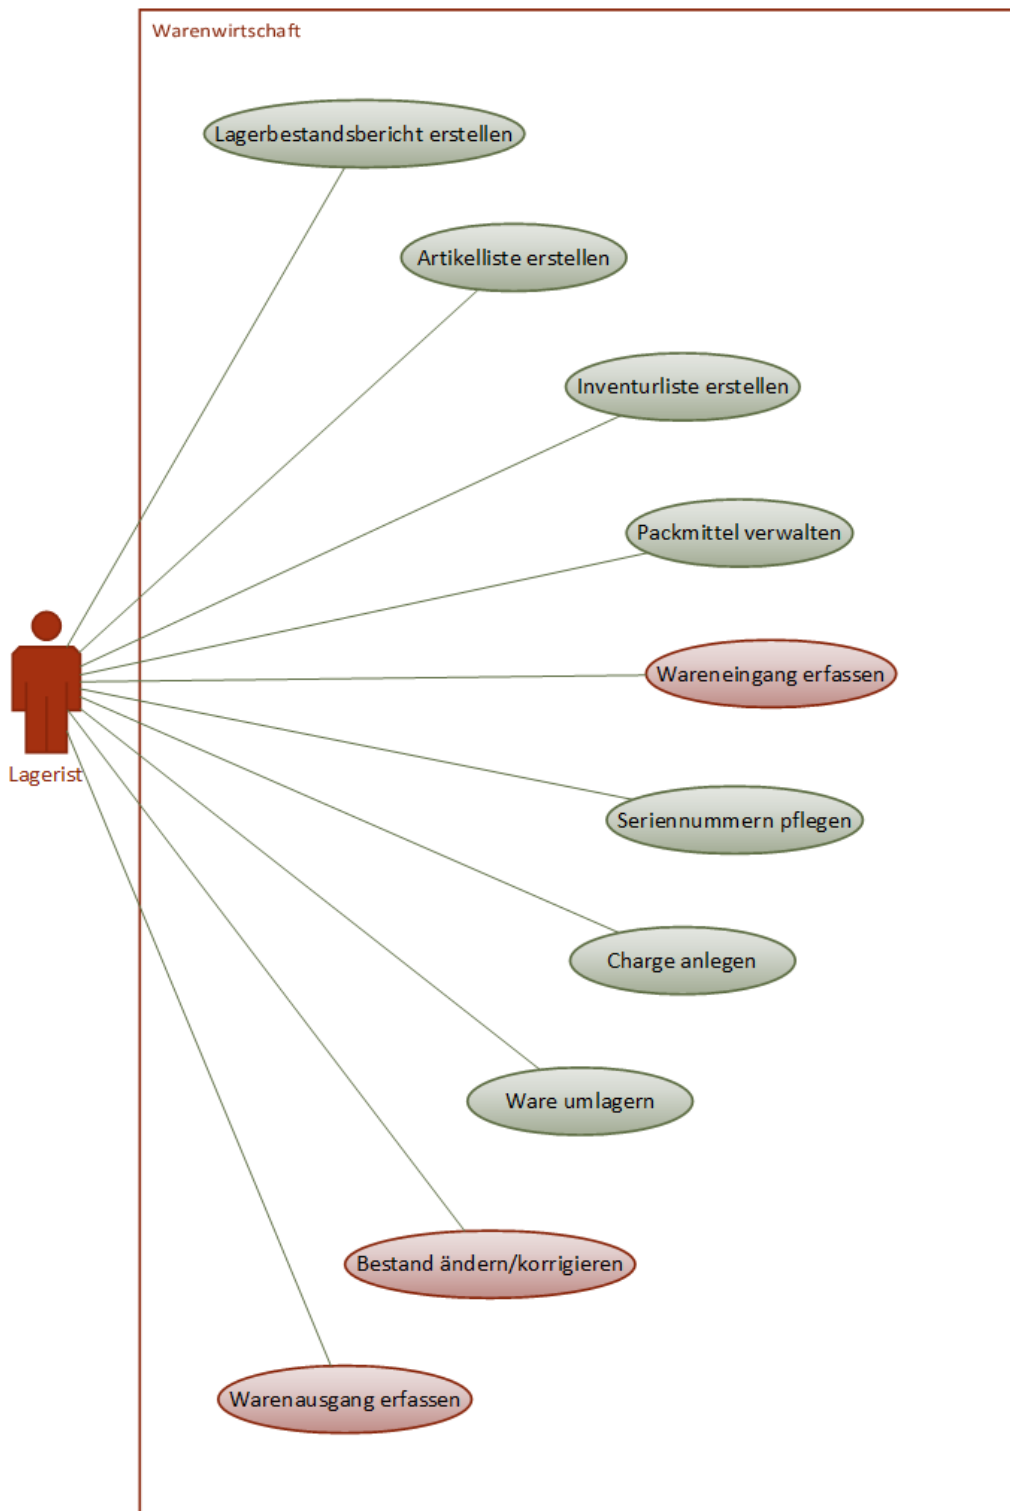 Warenwirtschaft
Lagerbestandsbericht erstellen
Artikelliste erstellen
Inventurliste erstellen
Packmittel verwalten
Wareneingang erfassen
Lagerist
Seriennummern pflegen
Charge anlegen
Ware umlagern
Bestand ändern/korrigieren
Warenausgang erfassen